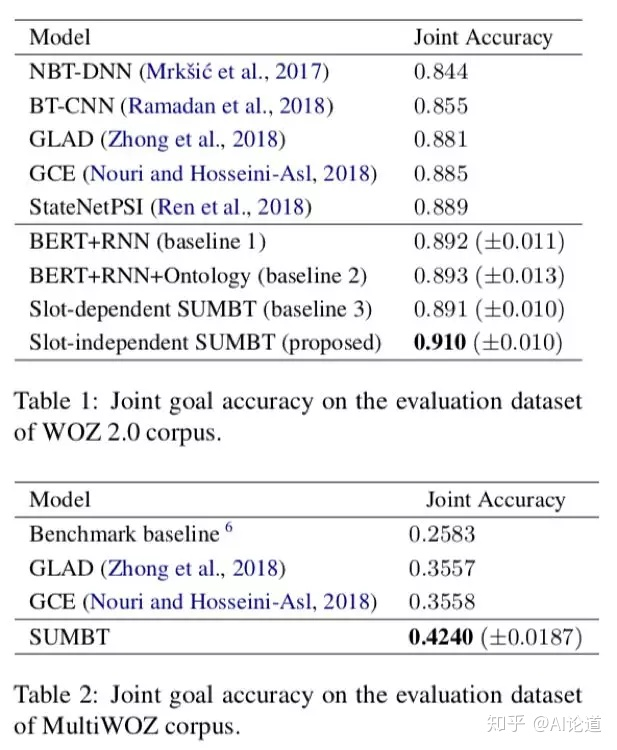 Model Joint Accuracy
NBT-DNN (Mrkšić et al., 2017) 0.844
BT-CNN (Ramadan et al., 2018) 0.855
GLAD (Zhong et al., 2018) 0.881
GCE (Nouri and Hosseini-Asl, 2018) 0.885
StateNetPSI (Ren et al., 2018) 0.889
BERT+RNN (baseline 1) 0.892 (±0.011)
BERT+RNN+Ontology (baseline 2) 0.893 (±0.013)
Slot-dependent SUMBT (baseline 3) 0.891 (±0.010)
Slot-independent SUMBT (proposed) 0.910 (±0.010)
Table 1: Joint goal accuracy on the evaluation dataset
of WOZ 2.0 corpus.
Model Joint Accuracy
Benchmark baseline 6 0.2583
GLAD (Zhong et al., 2018) 0.3557
GCE (Nouri and Hosseini-Asl, 2018) 0.3558
SUMBT 0.4240 (±0.0187)
Table 2: Joint goal accuracy on the evaluation dataset
of MultiWOZ corpus.
知乎 @AI论道